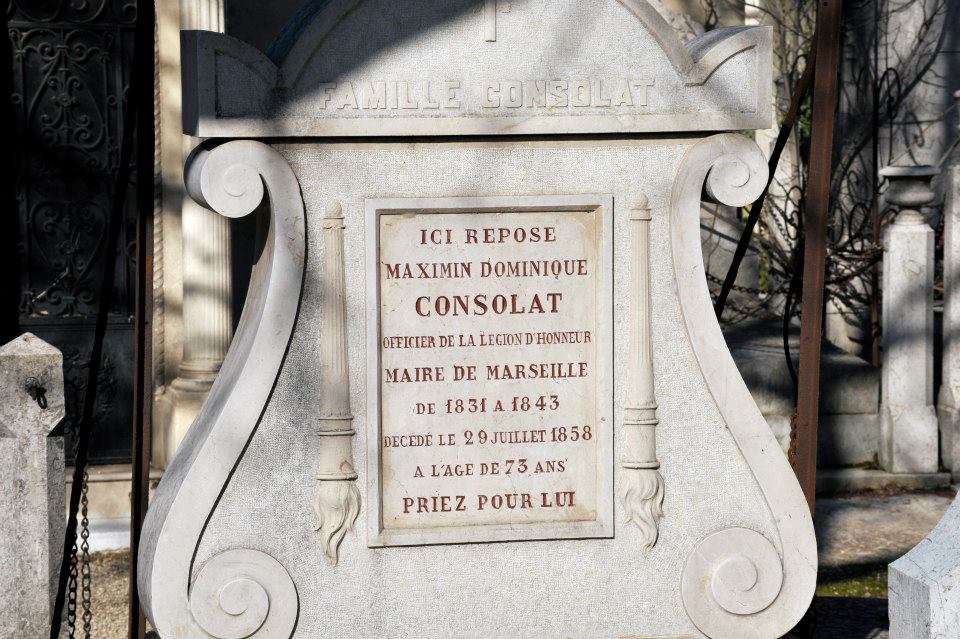 FAMILLE CONSOLAT
ICI REPOSE
MAXIMIN DOMINIQUE
CONSOLAT
OFFICIER DE LA LÉGION D'HONNEUR
MAIRE DE MARSEILLE
DE 1831 A 1843
DECEDÉ LE 29 JUILLET 1858
A L'AGE DE 73 ANS
PRIEZ POUR LUI